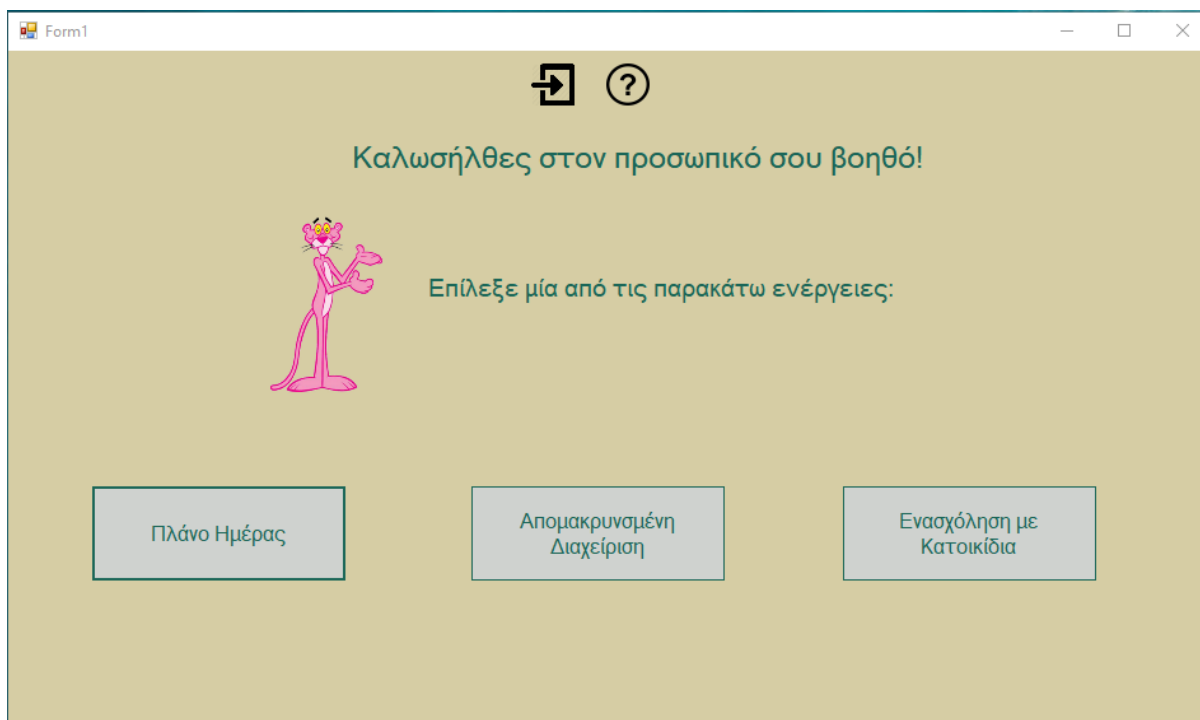 Form1
?
Καλωσήλθες στον προσωπικό σου βοηθό!
Επίλεξε μία από τις παρακάτω ενέργειες:
Πλάνο Ημέρας
Απομακρυνσμένη
Διαχείριση
Ενασχόληση με
Κατοικίδια